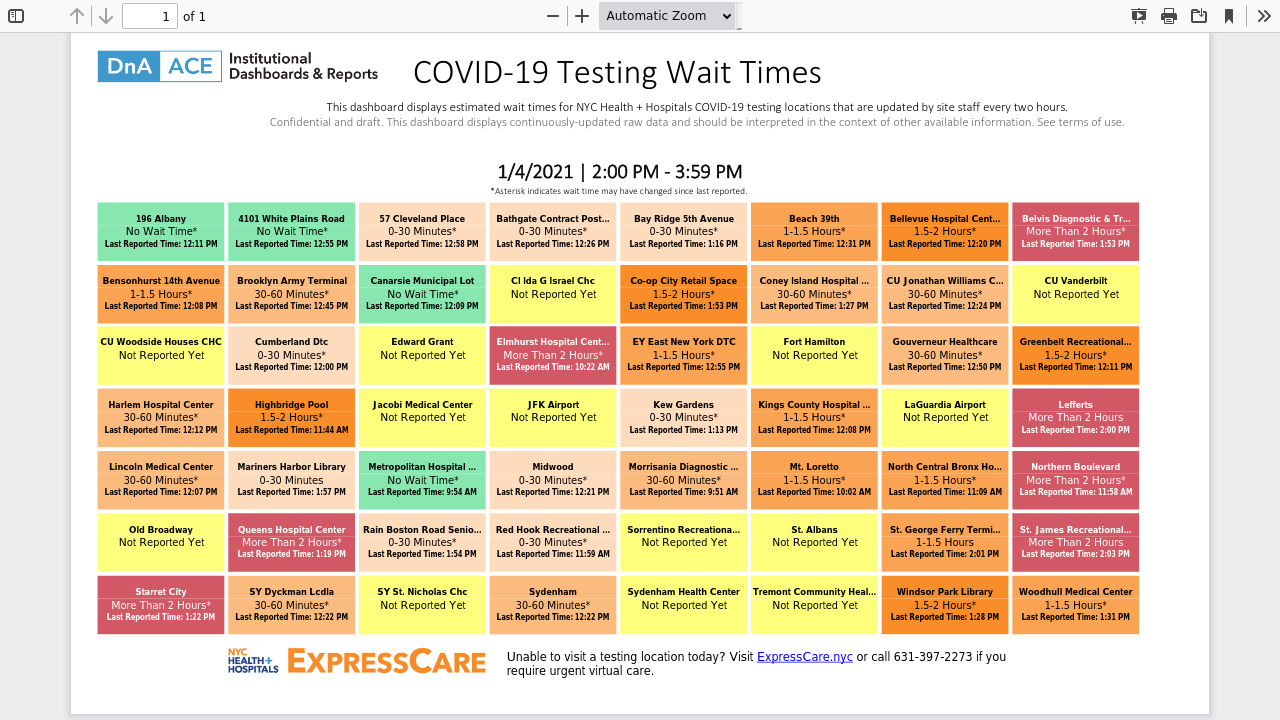 1 of 1 Automatic Zoom
DnA ACE Institutional
Dashboards & Reports
COVID-19 Testing Wait Times
This dashboard displays estimated wait times for NYC Health + Hospitals COVID-19 testing locations that are updated by site staff every two hours.
Confidential and draft. This dashboard displays continuously-updated raw data and should be interpreted in the context of other available information. See terms of use.
1/4/2021 | 2:00 PM - 3:59 PM
*Asterisk indicates wait time may have changed since last reported.
196 Albany
No Wait Time*
Last Reported Time: 12:11 PM
4101 White Plains Road
No Wait Time*
Last Reported Time: 12:55 PM
57 Cleveland Place
0-30 Minutes*
Last Reported Time: 12:58 PM
Bathgate Contract Post...
0-30 Minutes*
Last Reported Time: 12:26 PM
Bay Ridge 5th Avenue
0-30 Minutes*
Last Reported Time: 1:16 PM
Beach 39th
1-1.5 Hours*
Last Reported Time: 12:31 PM
Bellevue Hospital Cent...
1.5-2 Hours*
Last Reported Time: 12:20 PM
Belvis Diagnostic & Tr...
More Than 2 Hours*
Last Reported Time: 1:53 PM
Bensonhurst 14th Avenue
1-1.5 Hours*
Last Reported Time: 12:08 PM
Brooklyn Army Terminal
30-60 Minutes*
Last Reported Time: 12:45 PM
Canarsie Municipal Lot
No Wait Time*
Last Reported Time: 12:09 PM
Cl Ida G Israel Chc
Not Reported Yet
Co-op City Retail Space
1.5-2 Hours*
Last Reported Time: 1:53 PM
Coney Island Hospital ...
30-60 Minutes*
Last Reported Time: 1:27 PM
CU Jonathan Williams C...
30-60 Minutes*
Last Reported Time: 12:24 PM
CU Vanderbilt
Not Reported Yet
CU Woodside Houses CHC
Not Reported Yet
Cumberland Dtc
0-30 Minutes*
Last Reported Time: 12:00 PM
Edward Grant
Not Reported Yet
Elmhurst Hospital Cent...
More Than 2 Hours*
Last Reported Time: 10:22 AM
EY East New York DTC
1-1.5 Hours*
Last Reported Time: 12:55 PM
Fort Hamilton
Not Reported Yet
Gouverneur Healthcare
30-60 Minutes*
Last Reported Time: 12:50 PM
Greenbelt Recreational...
1.5-2 Hours*
Last Reported Time: 12:11 PM
Harlem Hospital Center
30-60 Minutes*
Last Reported Time: 12:12 PM
Highbridge Pool
1.5-2 Hours*
Last Reported Time: 11:44 AM
Jacobi Medical Center
Not Reported Yet
JFK Airport
Not Reported Yet
Kew Gardens
0-30 Minutes*
Last Reported Time: 1:13 PM
Kings County Hospital ...
1-1.5 Hours*
Last Reported Time: 12:08 PM
LaGuardia Airport
Not Reported Yet
Lefferts
More Than 2 Hours
Last Reported Time: 2:00 PM
Lincoln Medical Center
30-60 Minutes*
Last Reported Time: 12:07 PM
Mariners Harbor Library
0-30 Minutes
Last Reported Time: 1:57 PM
Metropolitan Hospital ...
No Wait Time*
Last Reported Time: 9:54 AM
Midwood
0-30 Minutes*
Last Reported Time: 12:21 PM
Morrisania Diagnostic ...
30-60 Minutes*
Last Reported Time: 9:51 AM
Mt. Loretto
1-1.5 Hours*
Last Reported Time: 10:02 AM
North Central Bronx Ho...
1-1.5 Hours*
Last Reported Time: 11:09 AM
Northern Boulevard
More Than 2 Hours*
Last Reported Time: 11:58 AM
Old Broadway
Not Reported Yet
Queens Hospital Center
More Than 2 Hours*
Last Reported Time: 1:19 PM
Rain Boston Road Senio...
0-30 Minutes*
Last Reported Time: 1:54 PM
Red Hook Recreational ...
0-30 Minutes*
Last Reported Time: 11:59 AM
Sorrentino Recreationa...
Not Reported Yet
St. Albans
Not Reported Yet
St. George Ferry Termi...
1-1.5 Hours
Last Reported Time: 2:01 PM
St. James Recreational...
More Than 2 Hours
Last Reported Time: 2:03 PM
Starret City
More Than 2 Hours*
Last Reported Time: 1:22 PM
SY Dyckman Lcdla
30-60 Minutes*
Last Reported Time: 12:22 PM
SY St. Nicholas Chc
Not Reported Yet
Sydenham
30-60 Minutes*
Last Reported Time: 12:22 PM
Sydenham Health Center
Not Reported Yet
Tremont Community Heal...
Not Reported Yet
Windsor Park Library
1.5-2 Hours*
Last Reported Time: 1:28 PM
Woodhull Medical Center
1-1.5 Hours*
Last Reported Time: 1:31 PM
NYC
HEALTH+
HOSPITALS
EXPRESSCARE
Unable to visit a testing location today? Visit ExpressCare.nyc or call 631-397-2273 if you
require urgent virtual care.